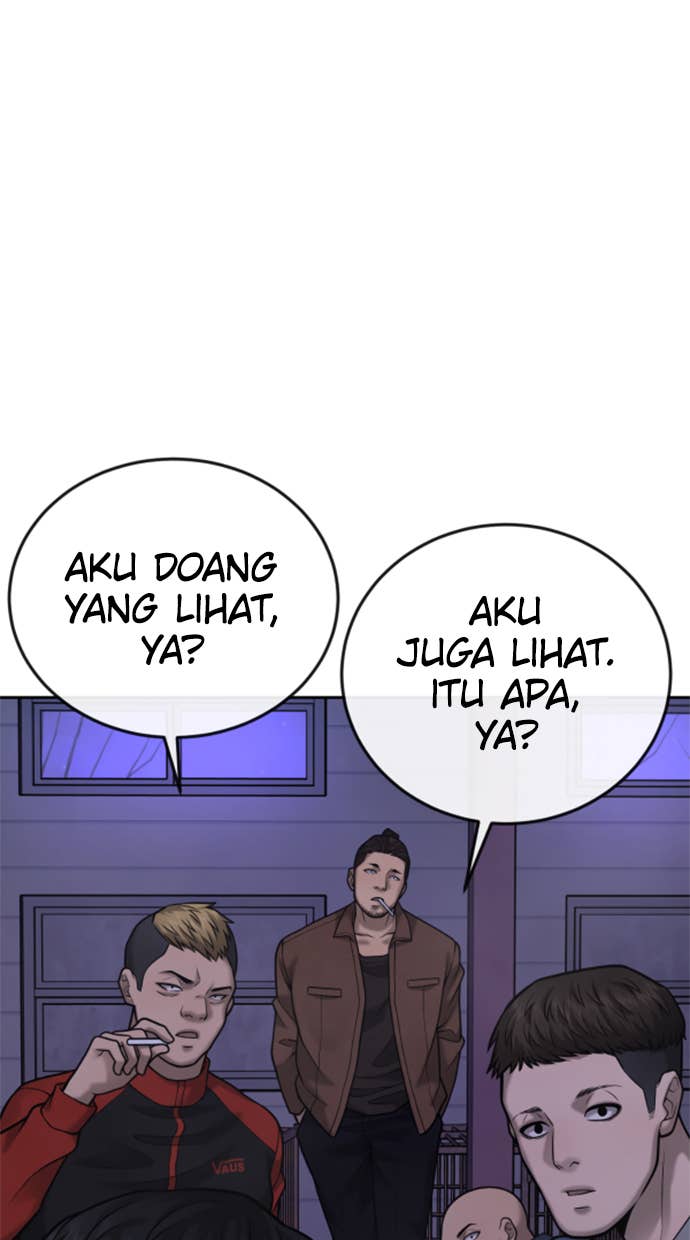 AKU DOANG
YANG LIHAT,
YA?
AKU
JUGA LIHAT.
ITU APA,
YA?
VAUS